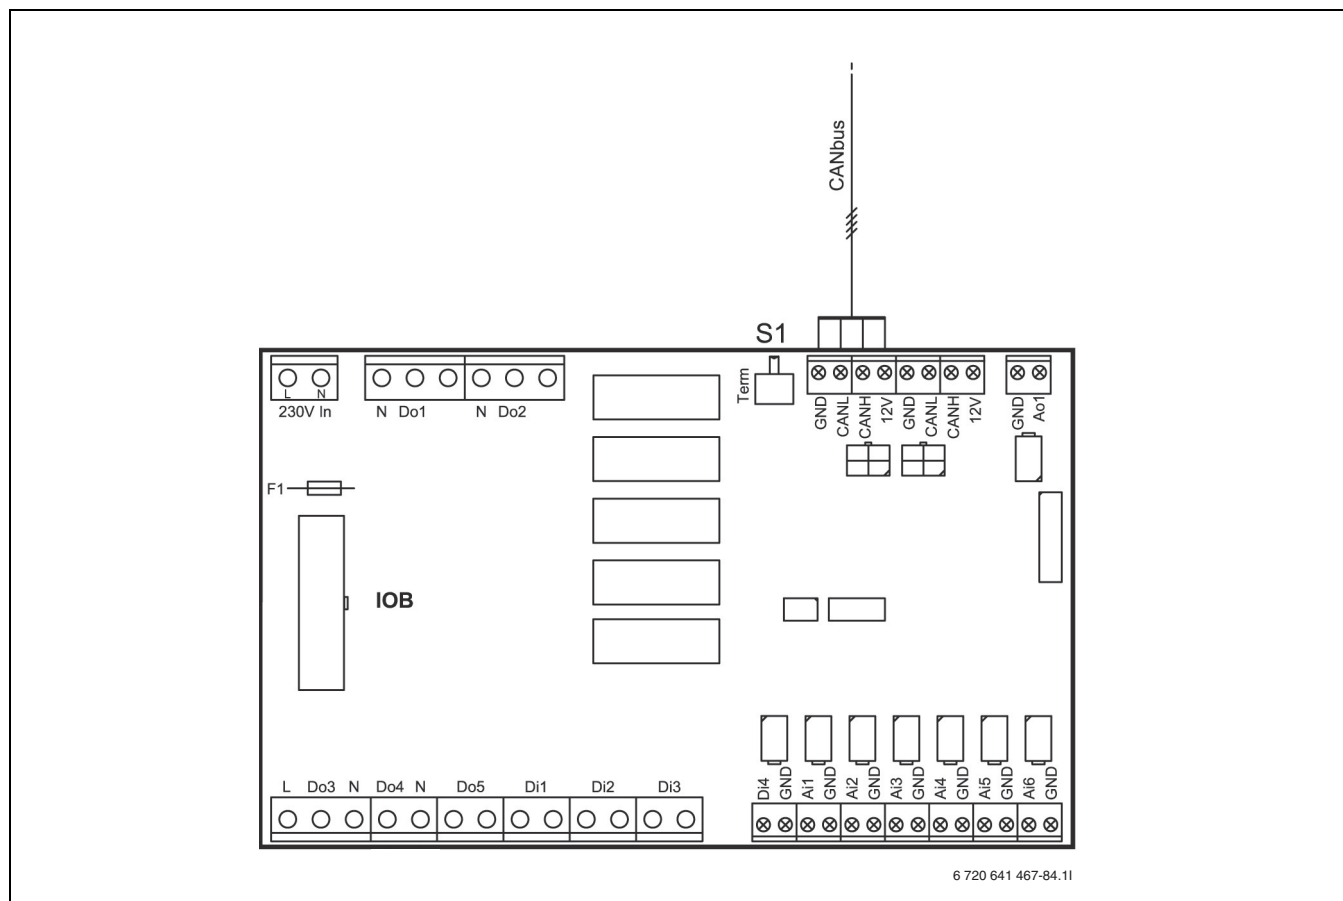 CANbus
S1
Term
L N
230V In
N Do1 N Do2
GND CANL CANH 12V GND CANL CANH 12V
GND Ao1
F1
IOB
L Do3 N Do4 N Do5 Di1 Di2 Di3
Di4 GND Ai1 GND Ai2 GND Ai3 GND Ai4 GND Ai5 GND Ai6 GND
6 720 641 467-84.1I